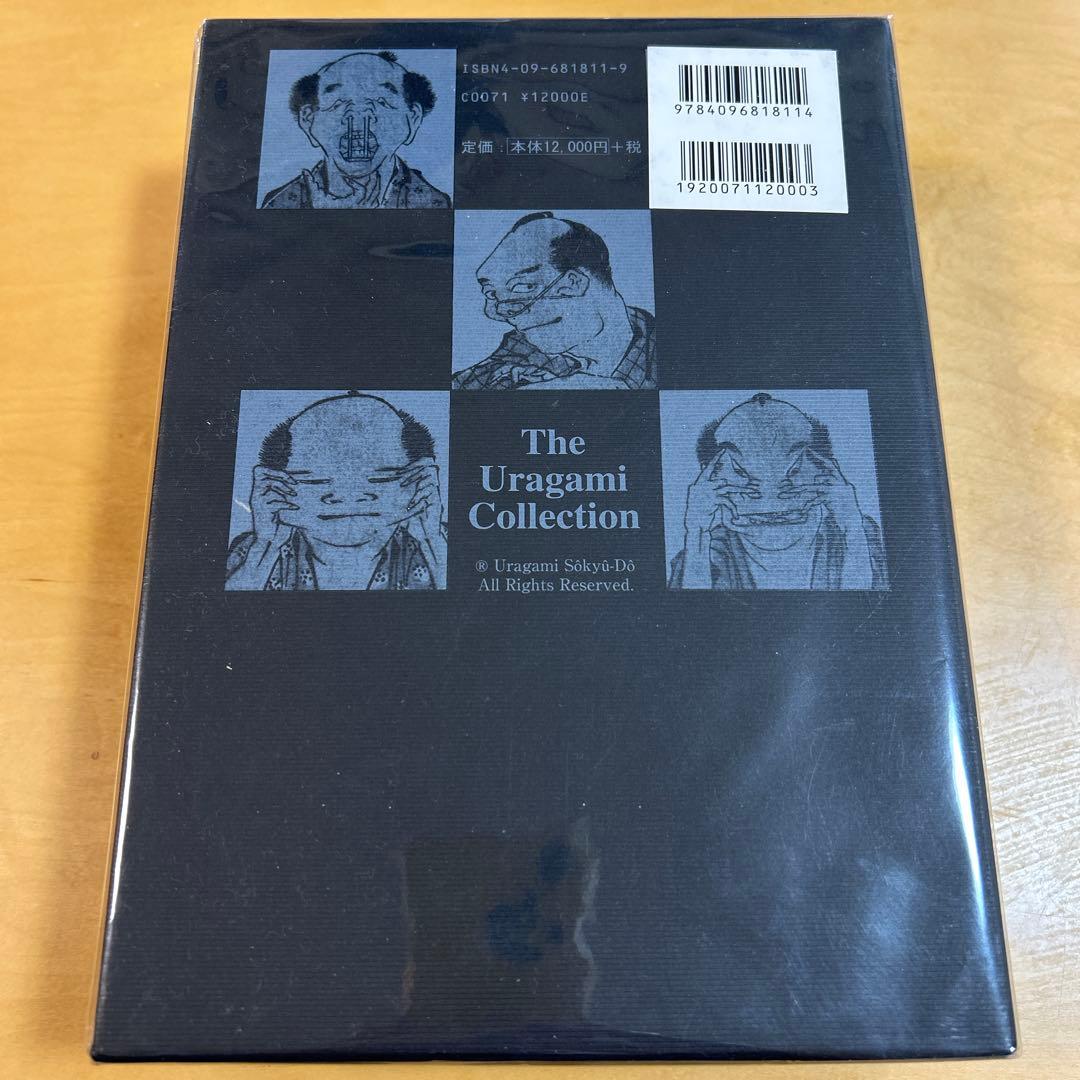 ISBN4-09-681811-9
C0071 ¥12000E
定価：本体12,000円＋税
9784096818114
1920071120003
The
Uragami
Collection
® Uragami Sôkyû-Dô
All Rights Reserved.